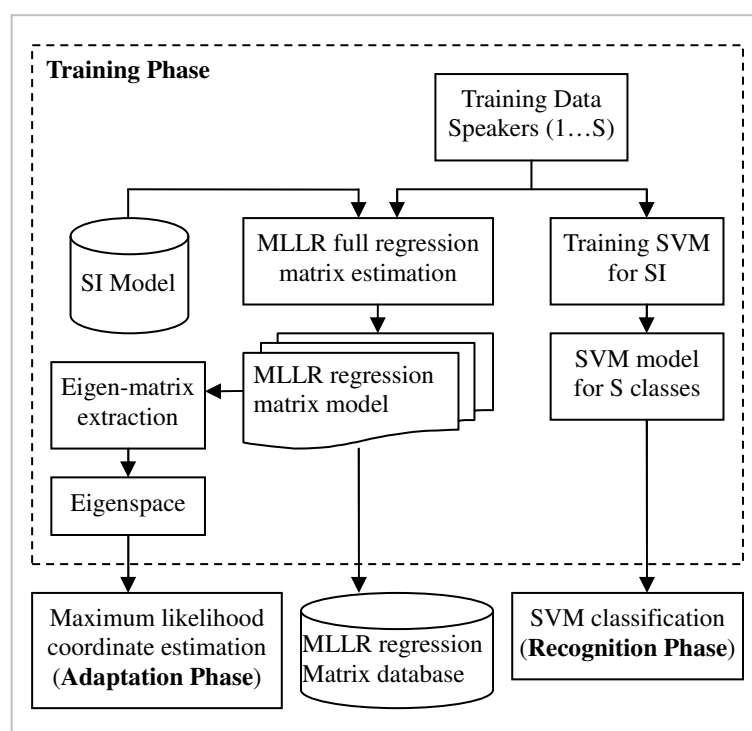 Training Phase
Training Data
Speakers (1…S)
SI Model
MLLR full regression
matrix estimation
Training SVM
for SI
Eigen-matrix
extraction
MLLR regression
matrix model
SVM model
for S classes
Eigenspace
Maximum likelihood
coordinate estimation
(Adaptation Phase)
MLLR regression
Matrix database
SVM classification
(Recognition Phase)